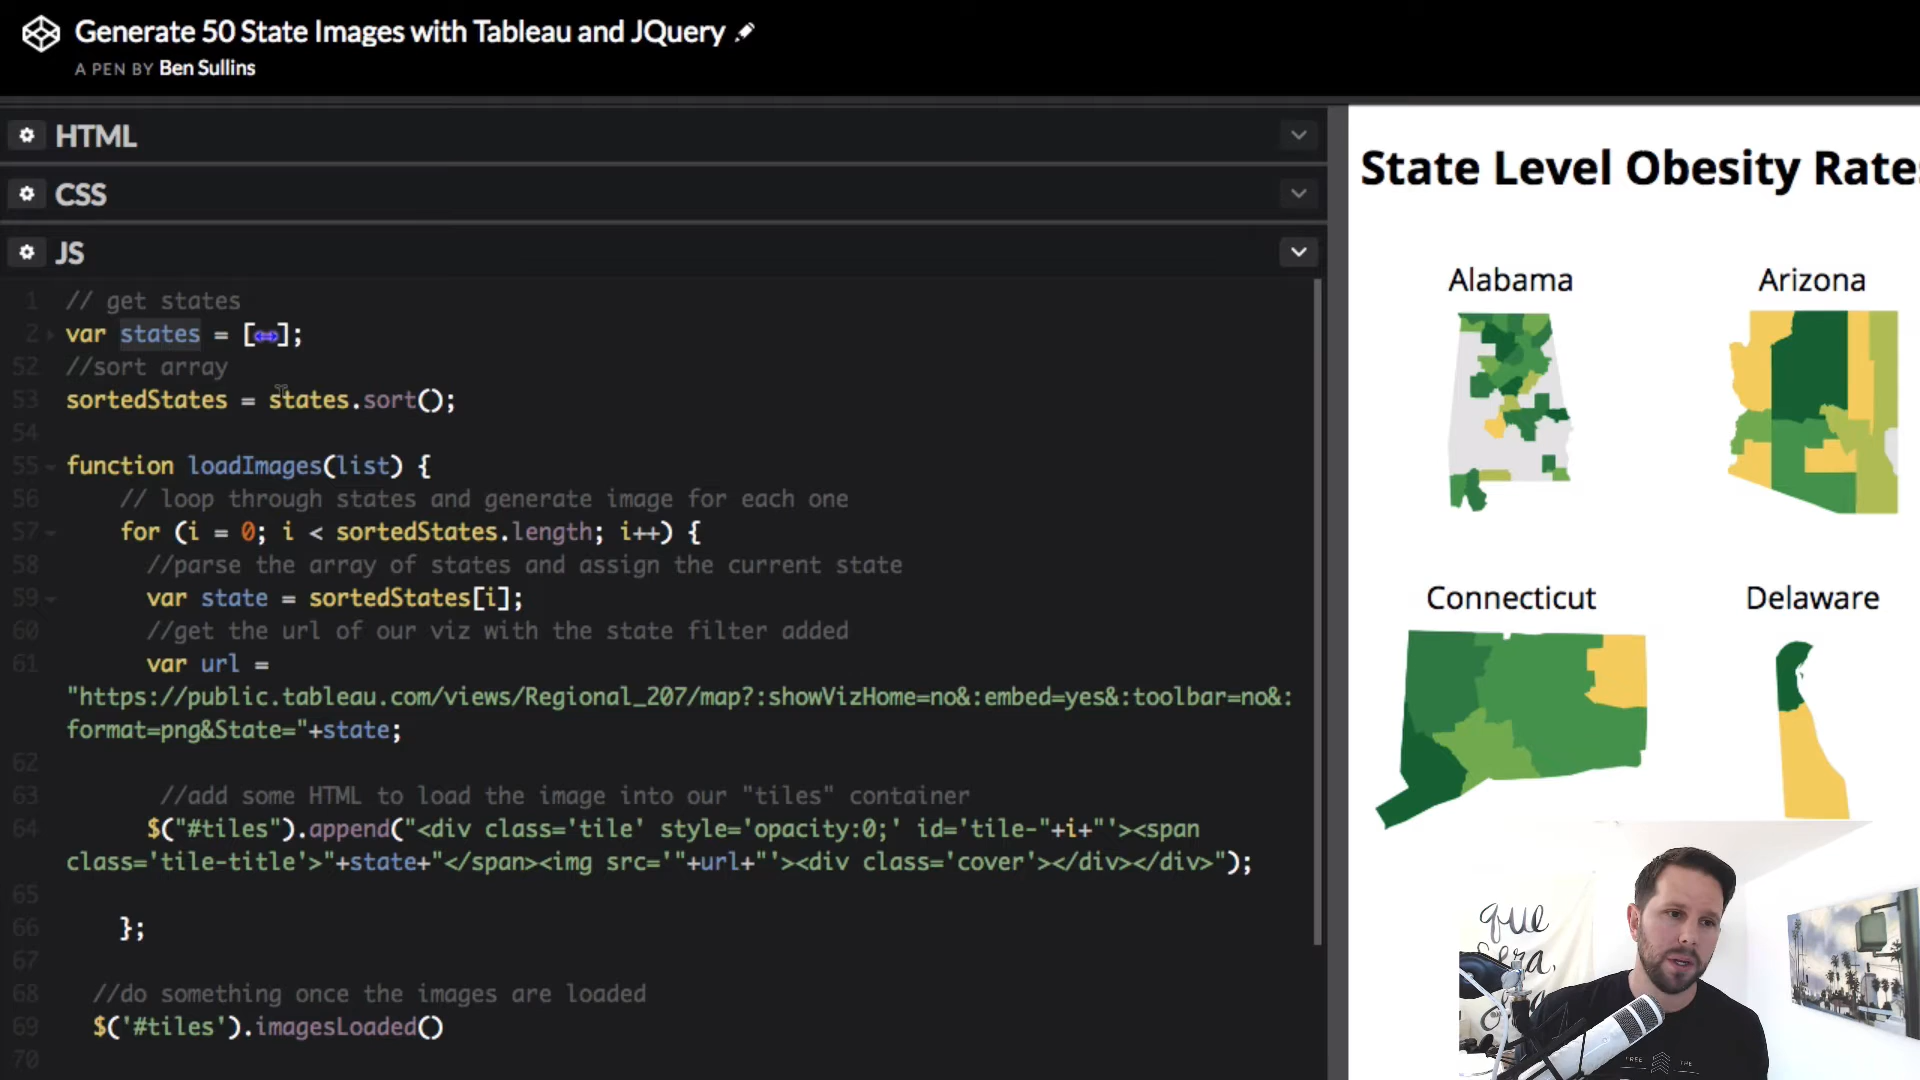 Generate 50 State Images with Tableau and JQuery
A PEN BY Ben Sullins
HTML
CSS
JS
1 // get states
2 var states = [↔];
52 //sort array
53 sortedStates = states.sort();
54
55 function loadImages(list) {
56 // loop through states and generate image for each one
57 for (i = 0; i < sortedStates.length; i++) {
58 //parse the array of states and assign the current state
59 var state = sortedStates[i];
60 //get the url of our viz with the state filter added
61 var url =
"https://public.tableau.com/views/Regional_207/map?:showVizHome=no&:embed=yes&:toolbar=no&:
format=png&State="+state;
62
63 //add some HTML to load the image into our "tiles" container
64 $("#tiles").append("<div class='tile' style='opacity:0;' id='tile-"+i+"'><span
class='tile-title'>"+state+"</span><img src='"+url+"'><div class='cover'></div></div>");
65
66 };
67
68 //do something once the images are loaded
69 $('#tiles').imagesLoaded()
70
State Level Obesity Rate
Alabama
Arizona
Connecticut
Delaware
que
FREE THE